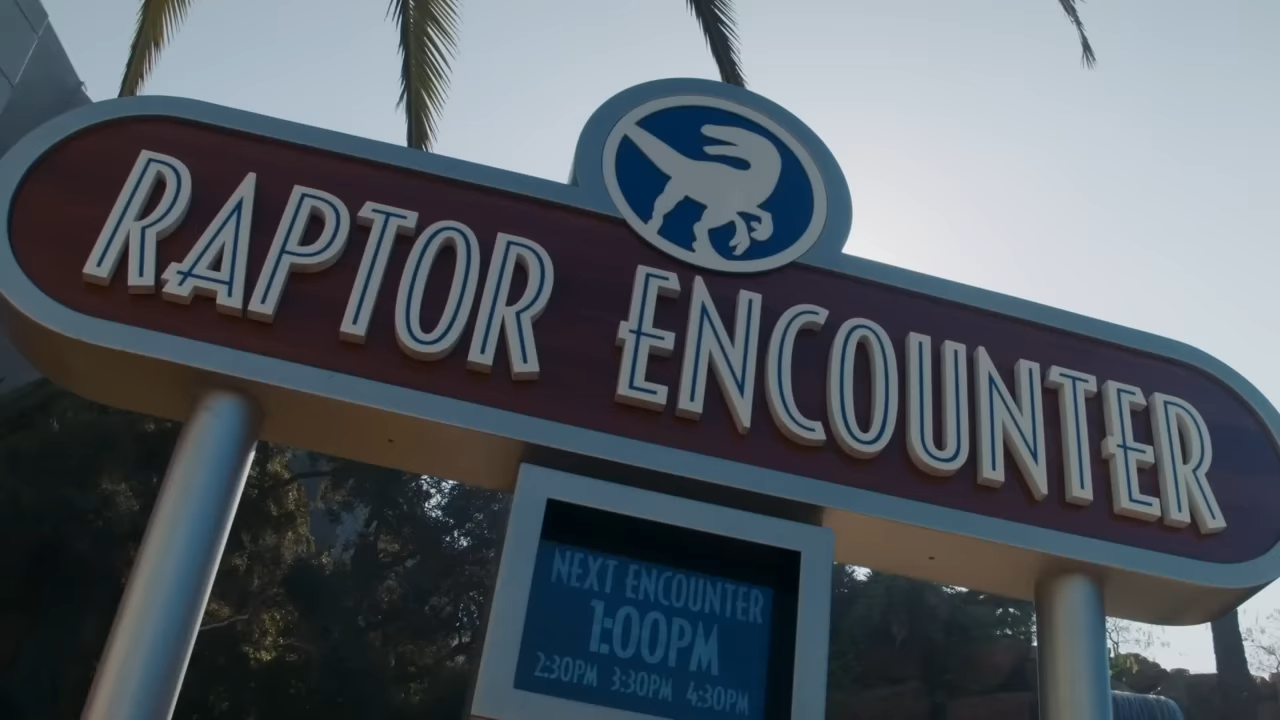 RAPTOR ENCOUNTER
NEXT ENCOUNTER
1:00PM
2:30PM 3:30PM 4:30PM